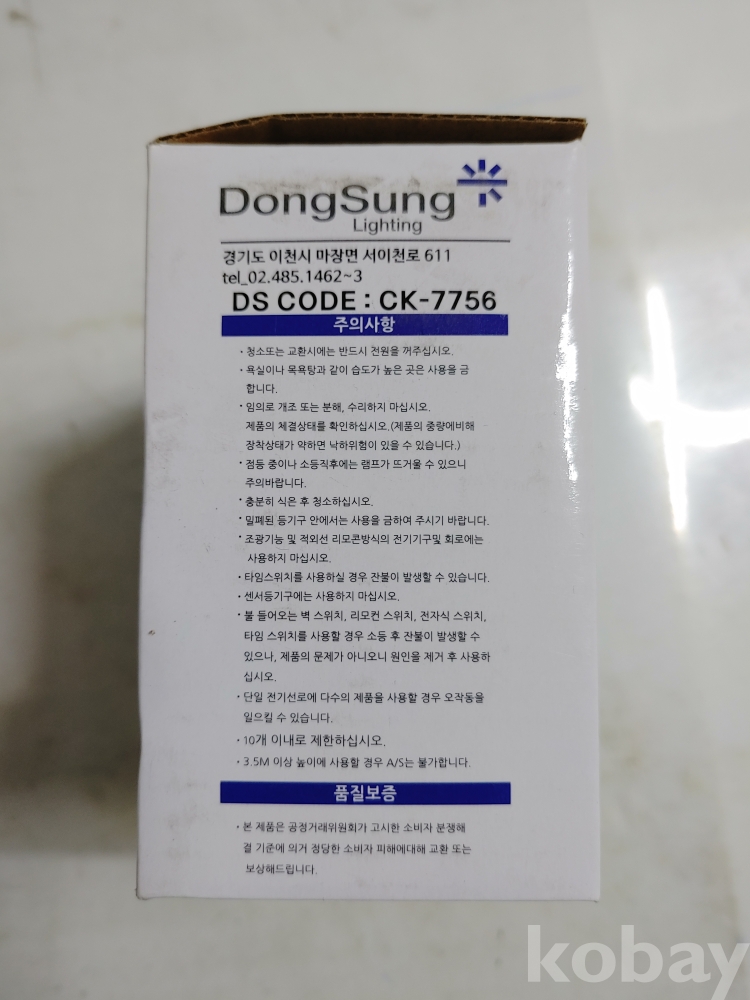 DongSung
Lighting
경기도 이천시 마장면 서이천로 611
tel_02.485.1462~3
DS CODE : CK-7756
주의사항
· 청소또는 교환시에는 반드시 전원을 꺼주십시오.
· 욕실이나 목욕탕과 같이 습도가 높은 곳은 사용을 금
합니다.
· 임의로 개조 또는 분해, 수리하지 마십시오.
제품의 체결상태를 확인하십시오.(제품의 중량에비해
장착상태가 약하면 낙하위험이 있을 수 있습니다.)
· 점등 중이나 소등직후에는 램프가 뜨거울 수 있으니
주의바랍니다.
· 충분히 식은 후 청소하십시오.
· 밀폐된 등기구 안에서는 사용을 금하여 주시기 바랍니다.
· 조광기능 및 적외선 리모콘방식의 전기기구및 회로에는
사용하지 마십시오.
· 타임스위치를 사용하실 경우 잔불이 발생할 수 있습니다.
· 센서등기구에는 사용하지 마십시오.
· 불 들어오는 벽 스위치, 리모컨 스위치, 전자식 스위치,
타임 스위치를 사용할 경우 소등 후 잔불이 발생할 수
있으나, 제품의 문제가 아니오니 원인을 제거 후 사용하
십시오.
· 단일 전기선로에 다수의 제품을 사용할 경우 오작동을
일으킬 수 있습니다.
· 10개 이내로 제한하십시오.
· 3.5M 이상 높이에 사용할 경우 A/S는 불가합니다.
품질보증
· 본 제품은 공정거래위원회가 고시한 소비자 분쟁해
결 기준에 의거 정당한 소비자 피해에대해 교환 또는
보상해드립니다.
kobay